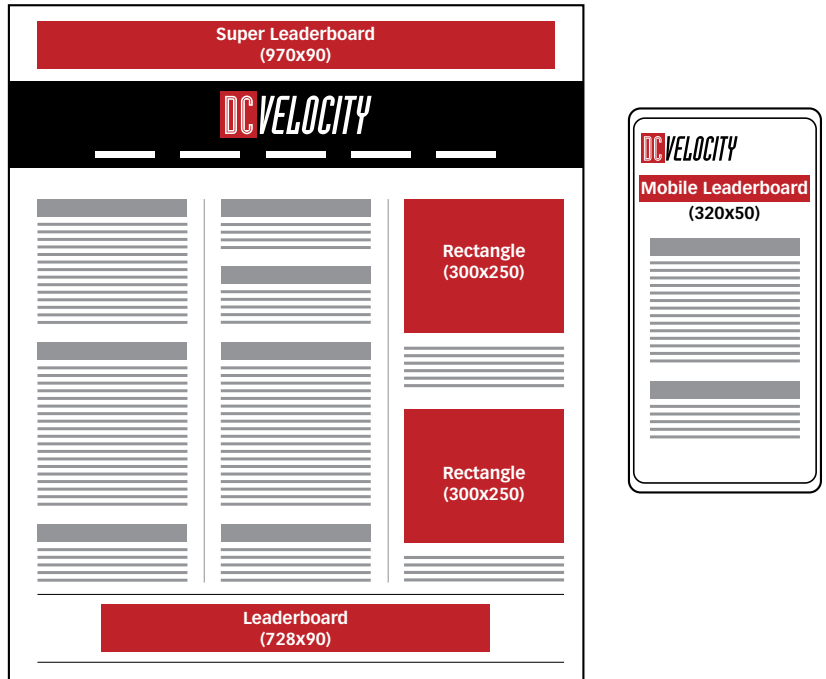 Super Leaderboard
(970x90)
DC VELOCITY
Rectangle
(300x250)
Rectangle
(300x250)
Leaderboard
(728x90)
DC VELOCITY
Mobile Leaderboard
(320x50)